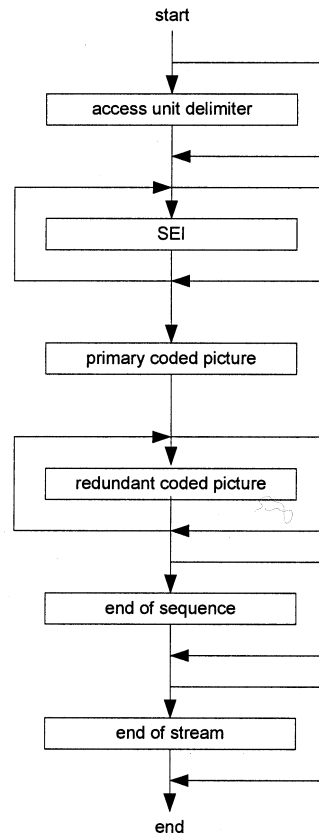 start
access unit delimiter
SEI
primary coded picture
redundant coded picture
end of sequence
end of stream
end